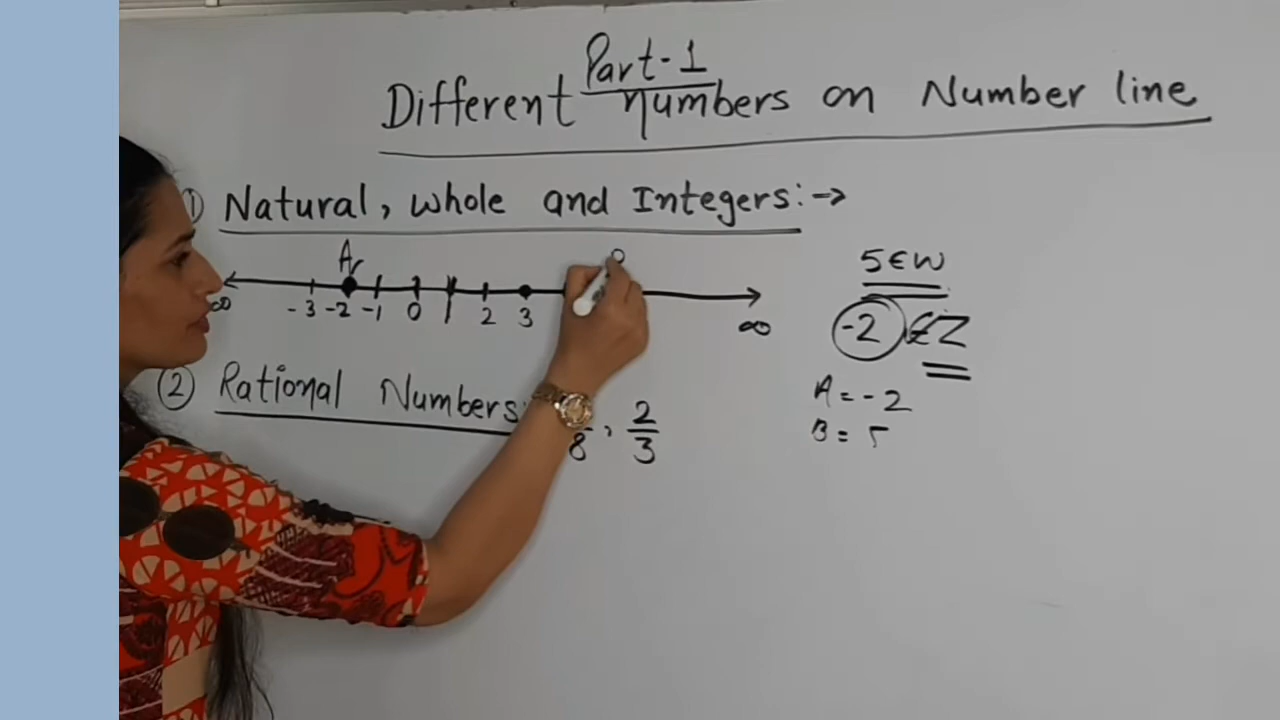 Part-1
Different numbers on Number line
① Natural, whole and Integers:→
A
∞ -3 -2 -1 0 1 2 3 ∞
5∈W
-2 ∈Z
② Rational Numbers: 8, 2/3
A = -2
B = 5